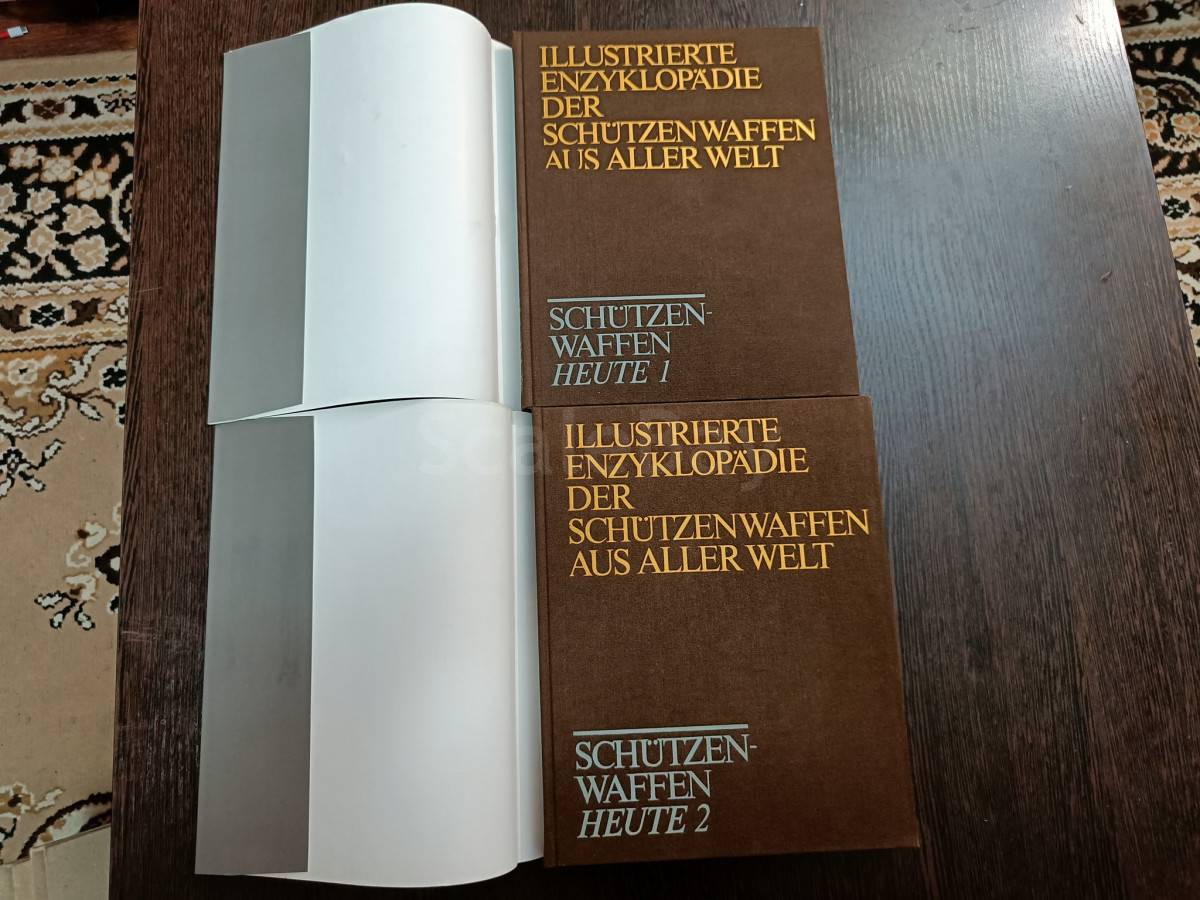 ILLUSTRIERTE
ENZYKLOPÄDIE
DER
SCHÜTZENWAFFEN
AUS ALLER WELT
SCHÜTZEN-
WAFFEN
HEUTE 1
ILLUSTRIERTE
ENZYKLOPÄDIE
DER
SCHÜTZENWAFFEN
AUS ALLER WELT
SCHÜTZEN-
WAFFEN
HEUTE 2